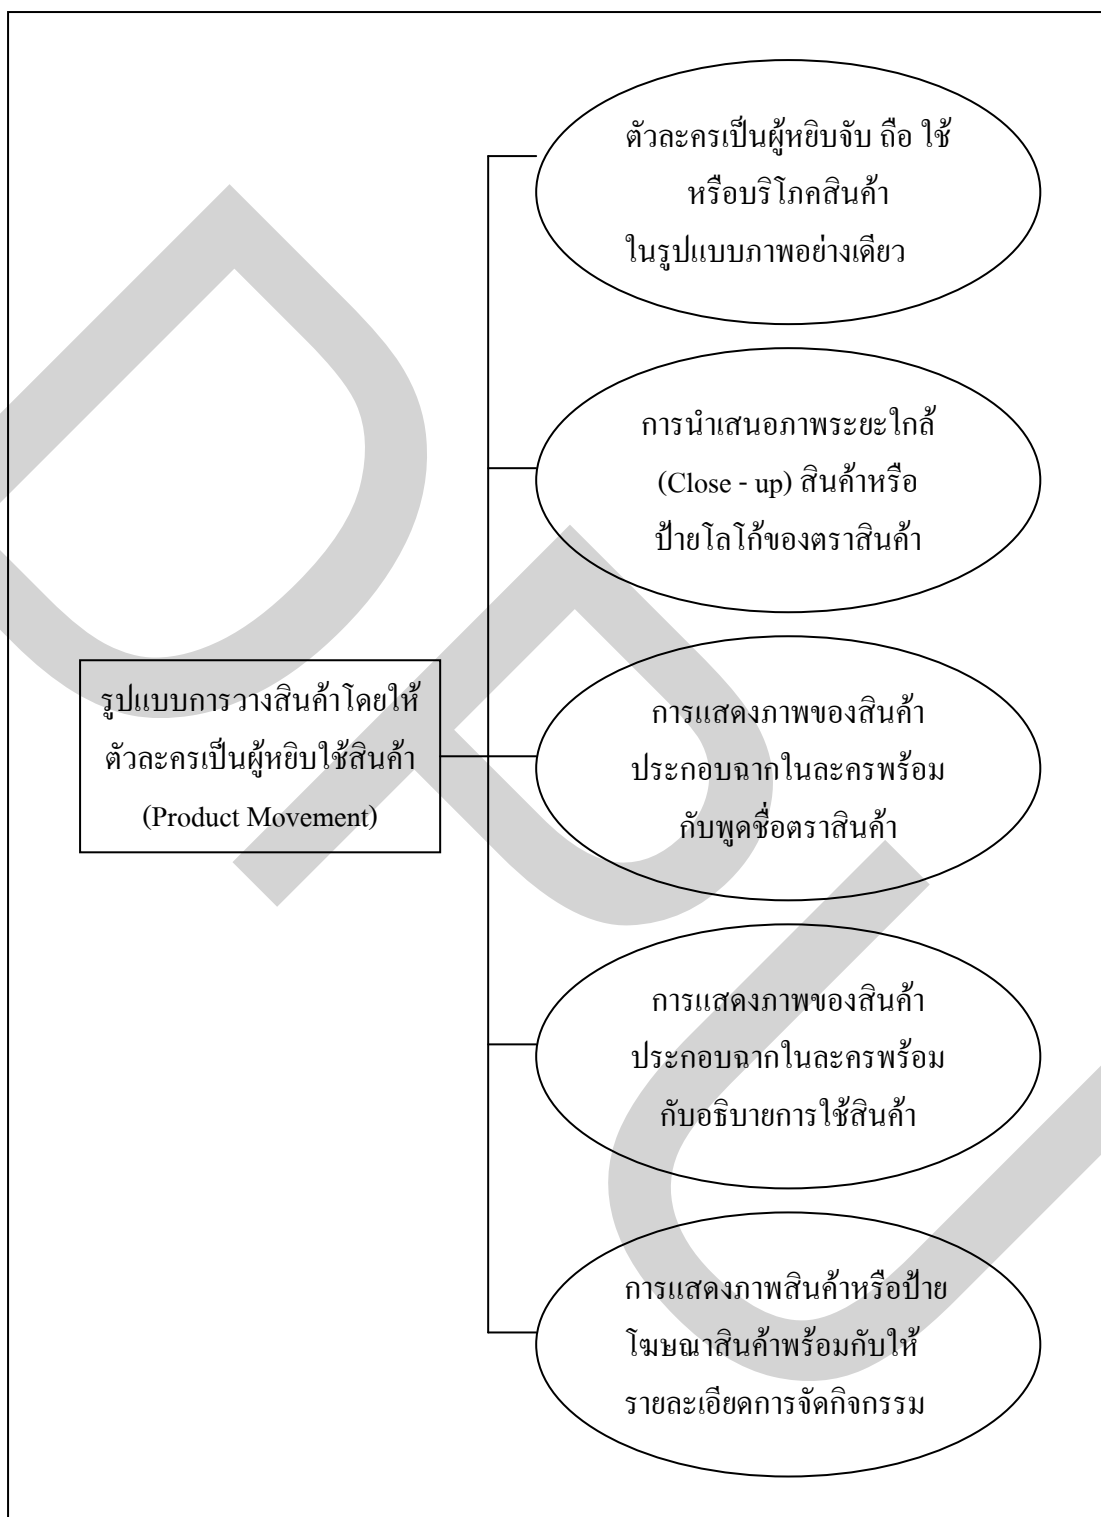 ตัวละครเป็นผู้หยิบจับ ถือ ใช้
หรือบริโภคสินค้า
ในรูปแบบภาพอย่างเดียว
การนำเสนอภาพระยะใกล้
(Close - up) สินค้าหรือ
ป้ายโลโก้ของตราสินค้า
รูปแบบการวางสินค้าโดยให้
ตัวละครเป็นผู้หยิบใช้สินค้า
(Product Movement)
การแสดงภาพของสินค้า
ประกอบฉากในละครพร้อม
กับพูดชื่อตราสินค้า
การแสดงภาพของสินค้า
ประกอบฉากในละครพร้อม
กับอธิบายการใช้สินค้า
การแสดงภาพสินค้าหรือป้าย
โฆษณาสินค้าพร้อมกับให้
รายละเอียดการจัดกิจกรรม
DPU